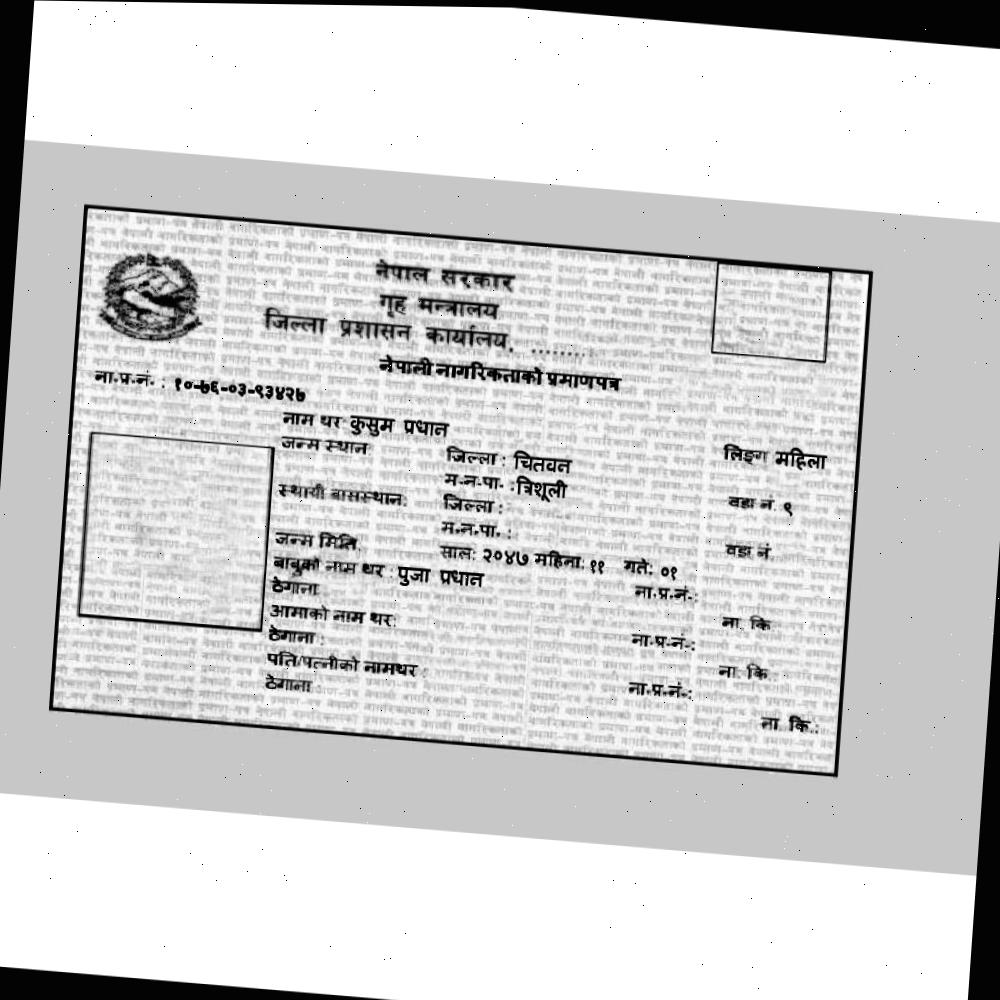 नेपाल सरकार
गृह मन्त्रालय
जिल्ला प्रशासन कार्यालय, .........
नेपाली नागरिकताको प्रमाणपत्र
ना.प्र.नं. : १०-७६-०३-९३४२७
नाम थर कुसुम प्रधान
लिङ्ग महिला
जन्म स्थान जिल्ला : चितवन
म.न.पा. :त्रिशूली वडा नं. ९
स्थायी बासस्थान: जिल्ला :
म.न.पा. : वडा नं.
जन्म मिति: साल: २०४७ महिना: ११ गते: ०१
बाबुको नाम थर : पुजा प्रधान ना.प्र.नं.:
ठेगाना ना. कि.
आमाको नाम थर: ना.प्र.नं.:
ठेगाना : ना. कि.:
पति/पत्नीको नामथर : ना.प्र.नं.:
ठेगाना : ना. कि.: